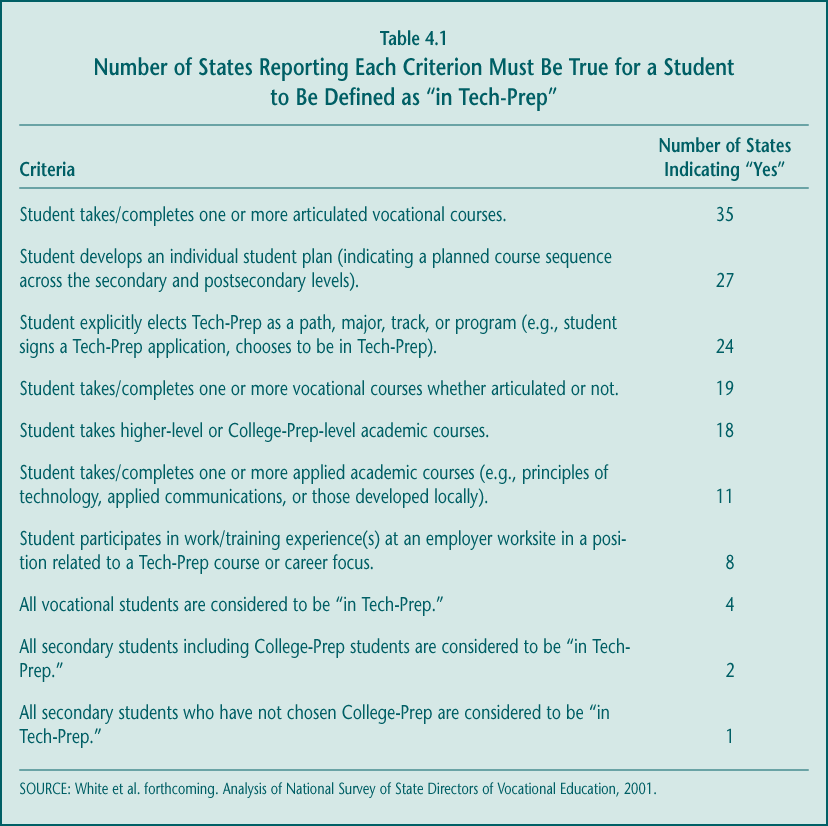 Table 4.1
Number of States Reporting Each Criterion Must Be True for a Student
to Be Defined as “in Tech-Prep”
Number of States
Criteria Indicating “Yes”
Student takes/completes one or more articulated vocational courses. 35
Student develops an individual student plan (indicating a planned course sequence
across the secondary and postsecondary levels). 27
Student explicitly elects Tech-Prep as a path, major, track, or program (e.g., student
signs a Tech-Prep application, chooses to be in Tech-Prep). 24
Student takes/completes one or more vocational courses whether articulated or not. 19
Student takes higher-level or College-Prep-level academic courses. 18
Student takes/completes one or more applied academic courses (e.g., principles of
technology, applied communications, or those developed locally). 11
Student participates in work/training experience(s) at an employer worksite in a posi-
tion related to a Tech-Prep course or career focus. 8
All vocational students are considered to be “in Tech-Prep.” 4
All secondary students including College-Prep students are considered to be “in Tech-
Prep.” 2
All secondary students who have not chosen College-Prep are considered to be “in
Tech-Prep.” 1
SOURCE: White et al. forthcoming. Analysis of National Survey of State Directors of Vocational Education, 2001.